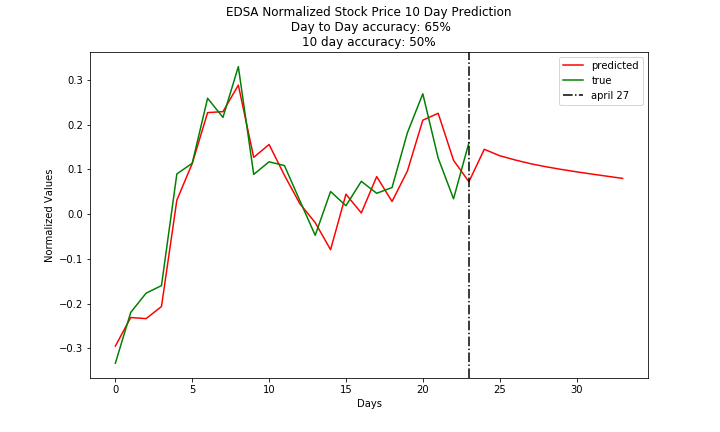 EDSA Normalized Stock Price 10 Day Prediction
Day to Day accuracy: 65%
10 day accuracy: 50%
predicted
true
april 27
Normalized Values
0.3
0.2
0.1
0.0
−0.1
−0.2
−0.3
0 5 10 15 20 25 30
Days